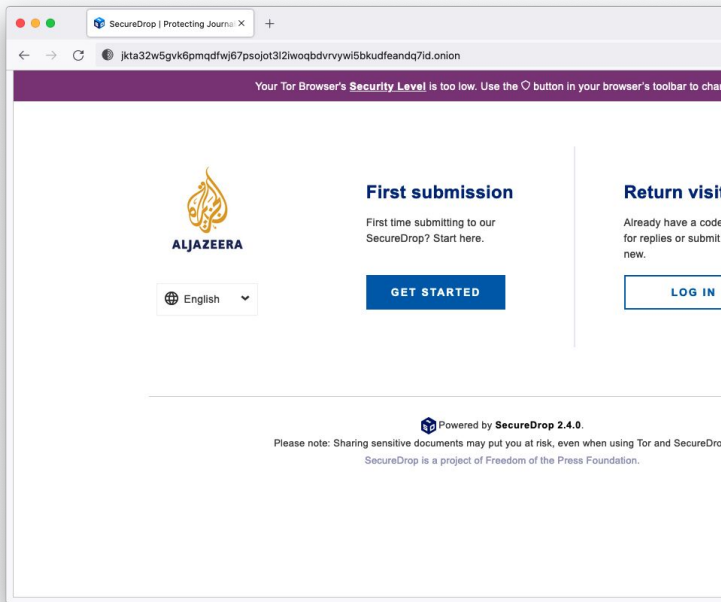 SecureDrop | Protecting Journal
jkta32w5gvk6pmqdfwj67psojot3l2iwoqbdvrvywi5bkudfeandq7id.onion
Your Tor Browser's Security Level is too low. Use the button in your browser's toolbar to chan
ALJAZEERA
English
First submission
First time submitting to our
SecureDrop? Start here.
GET STARTED
Return visit
Already have a code
for replies or submit
new.
LOG IN
Powered by SecureDrop 2.4.0.
Please note: Sharing sensitive documents may put you at risk, even when using Tor and SecureDro
SecureDrop is a project of Freedom of the Press Foundation.